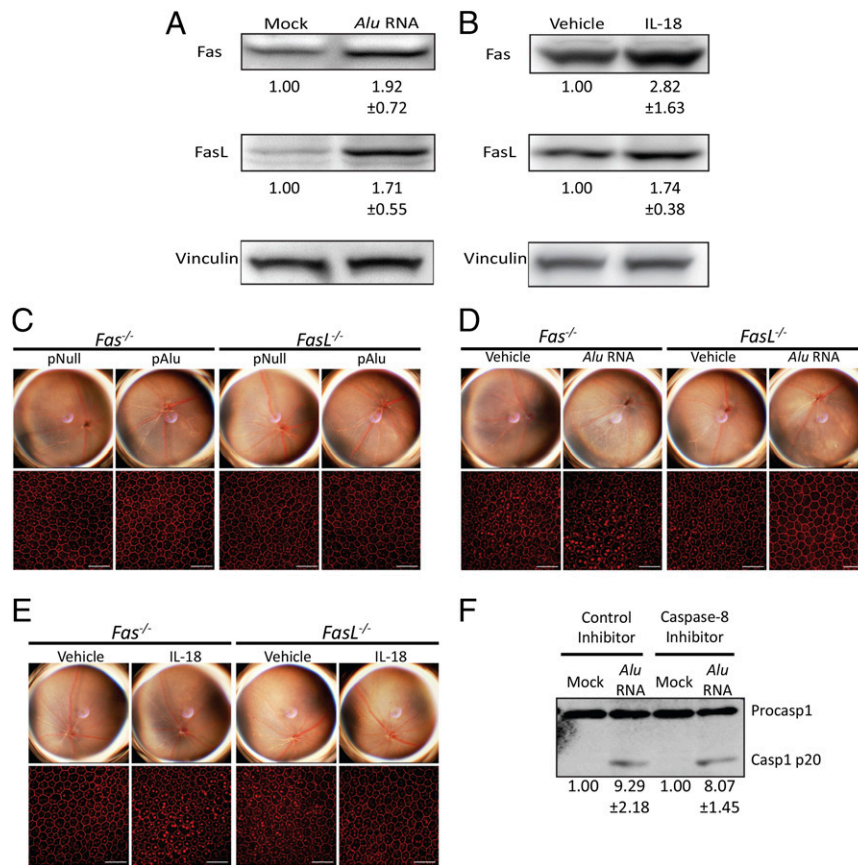 A
B
Mock Alu RNA
Vehicle IL-18
Fas
1.00 1.92
±0.72
Fas
1.00 2.82
±1.63
FasL
1.00 1.71
±0.55
FasL
1.00 1.74
±0.38
Vinculin
Vinculin
C
Fas-/- FasL-/-
pNull pAlu pNull pAlu
D
Fas-/- FasL-/-
Vehicle Alu RNA Vehicle Alu RNA
E
Fas-/- FasL-/-
Vehicle IL-18 Vehicle IL-18
F
Control Caspase-8
Inhibitor Inhibitor
Mock Alu RNA Mock Alu RNA
Procasp1
Casp1 p20
1.00 9.29 1.00 8.07
±2.18 ±1.45